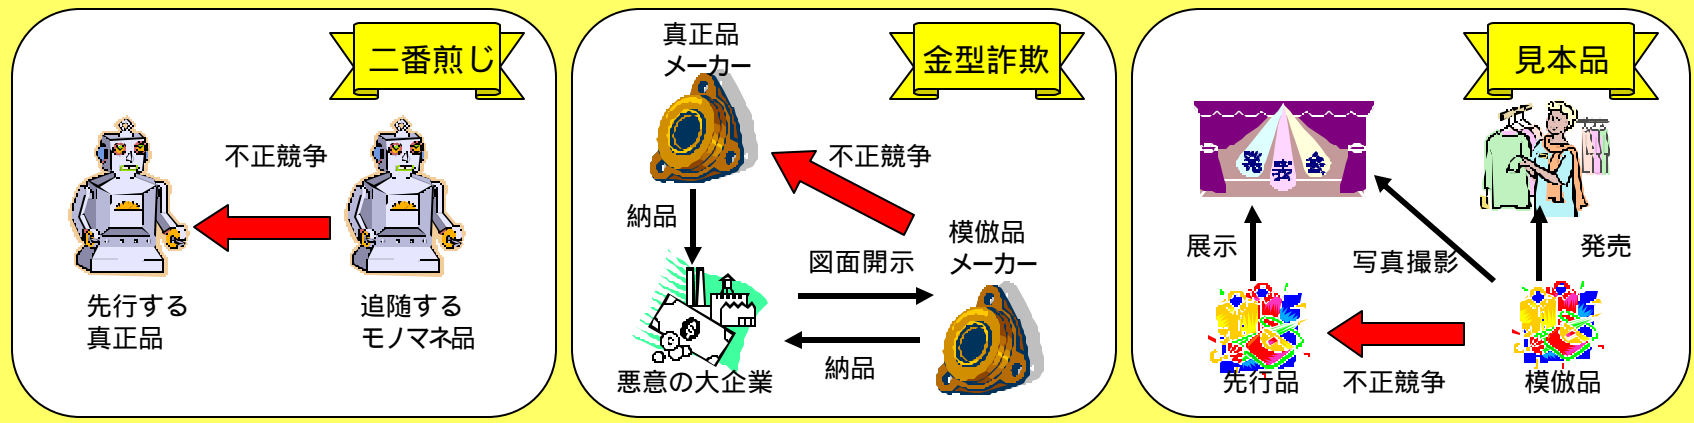 二番煎じ
不正競争
先行する
真正品
追随する
モノマネ品
金型詐欺
真正品
メーカー
不正競争
納品
模倣品
メーカー
図面開示
納品
悪意の大企業
見本品
発表会
展示
写真撮影
発売
先行品
不正競争
模倣品